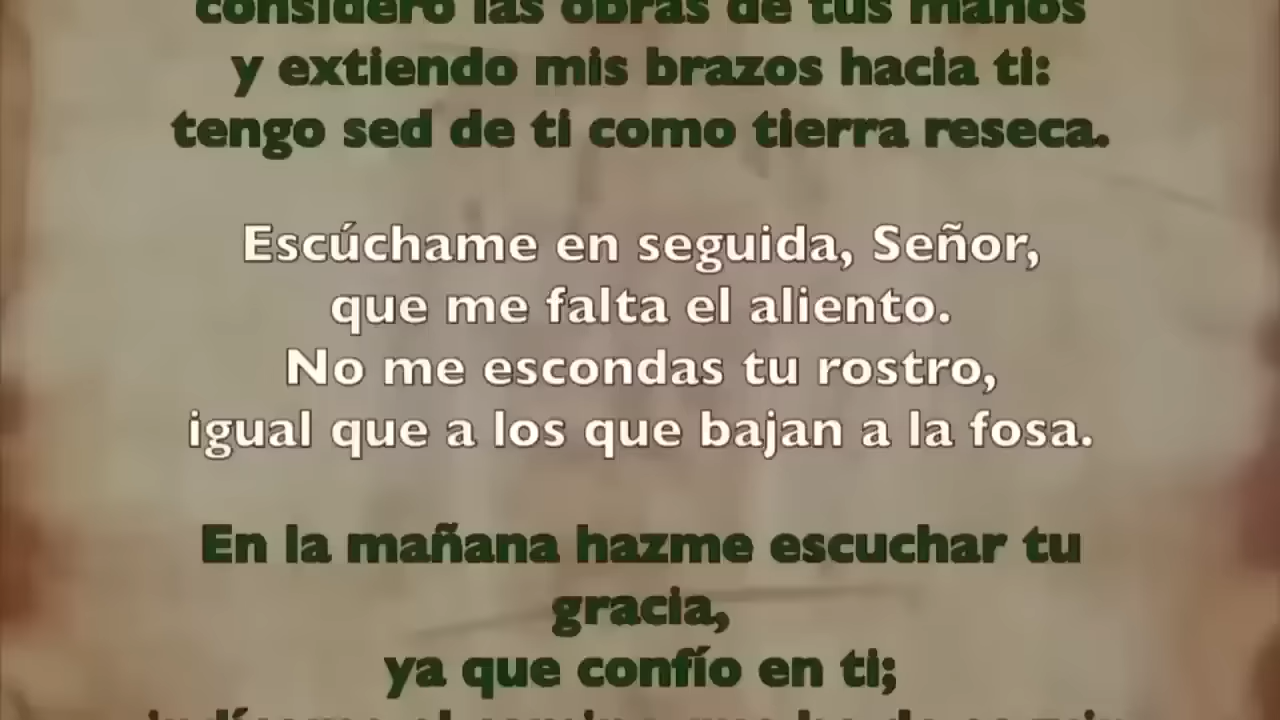 considero las obras de tus manos
y extiendo mis brazos hacia ti:
tengo sed de ti como tierra reseca.
Escúchame en seguida, Señor,
que me falta el aliento.
No me escondas tu rostro,
igual que a los que bajan a la fosa.
En la mañana hazme escuchar tu
gracia,
ya que confío en ti;